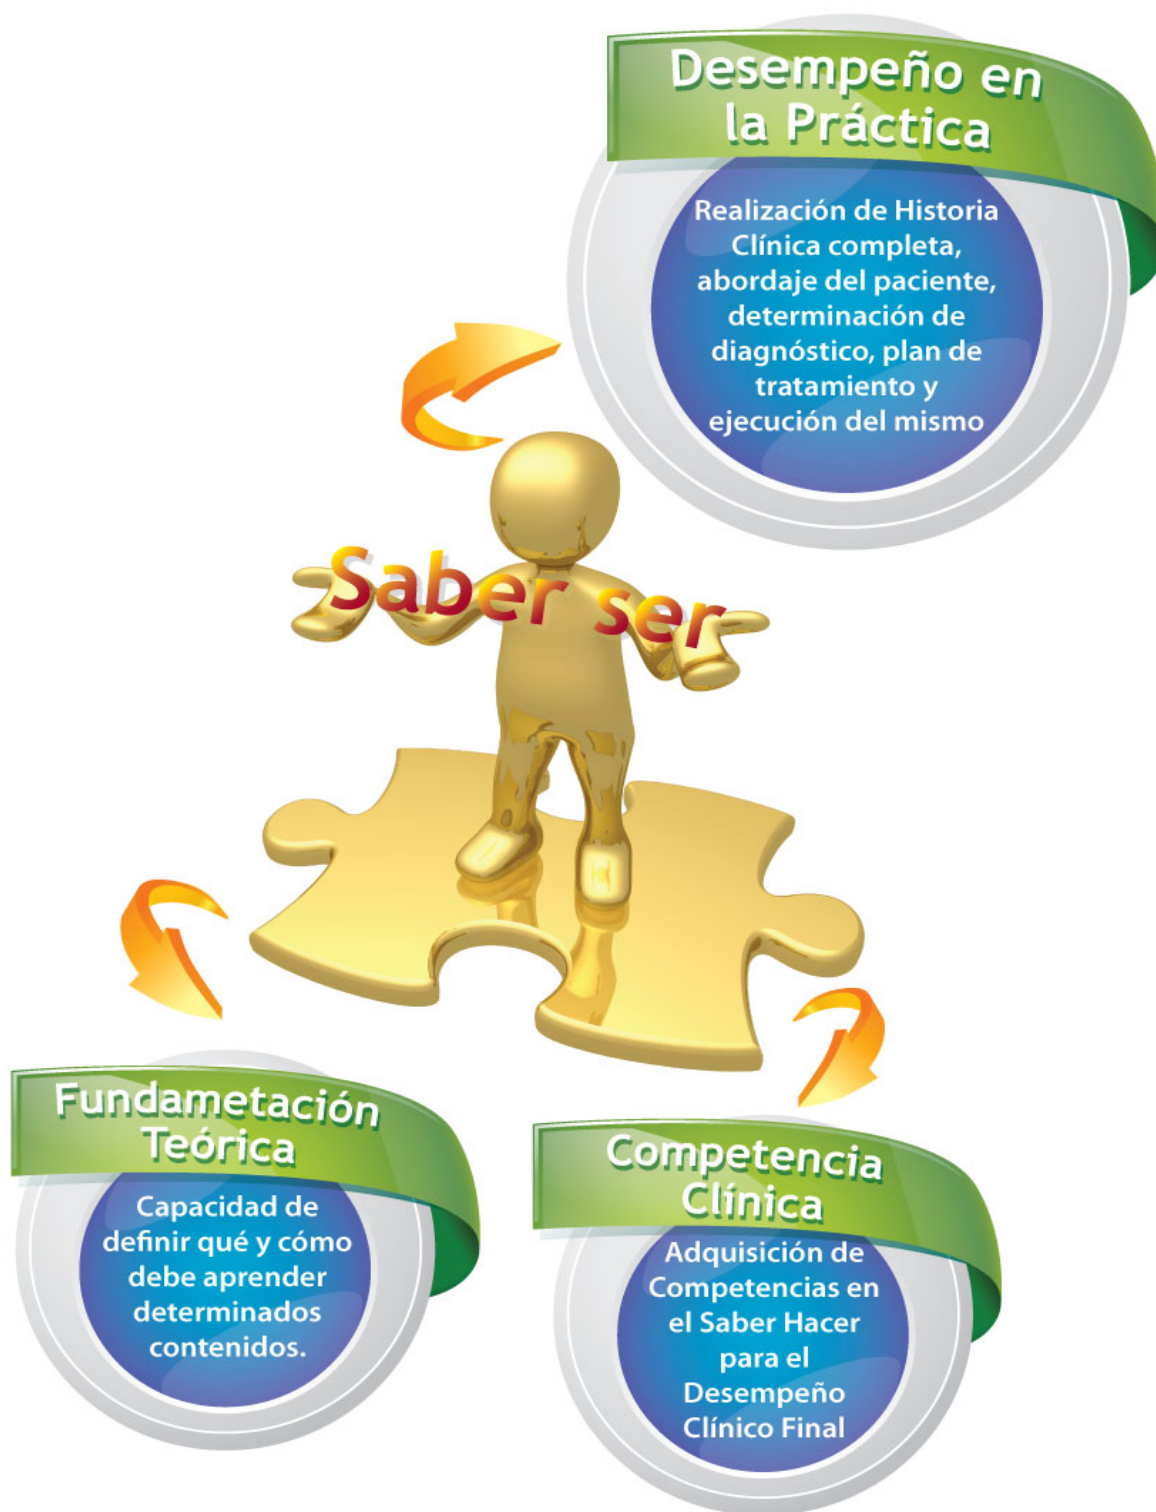 Desempeño en
la Práctica
Realización de Historia
Clínica completa,
abordaje del paciente,
determinación de
diagnóstico, plan de
tratamiento y
ejecución del mismo
Saber ser
Fundametación
Teórica
Capacidad de
definir qué y cómo
debe aprender
determinados
contenidos.
Competencia
Clínica
Adquisición de
Competencias en
el Saber Hacer
para el
Desempeño
Clínico Final